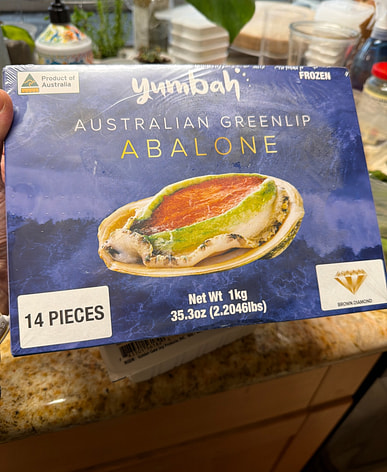 Product of
Australia
yumbah
FROZEN
AUSTRALIAN GREENLIP
ABALONE
Net Wt 1kg
35.3oz (2.2046lbs)
14 PIECES
BROWN DIAMOND